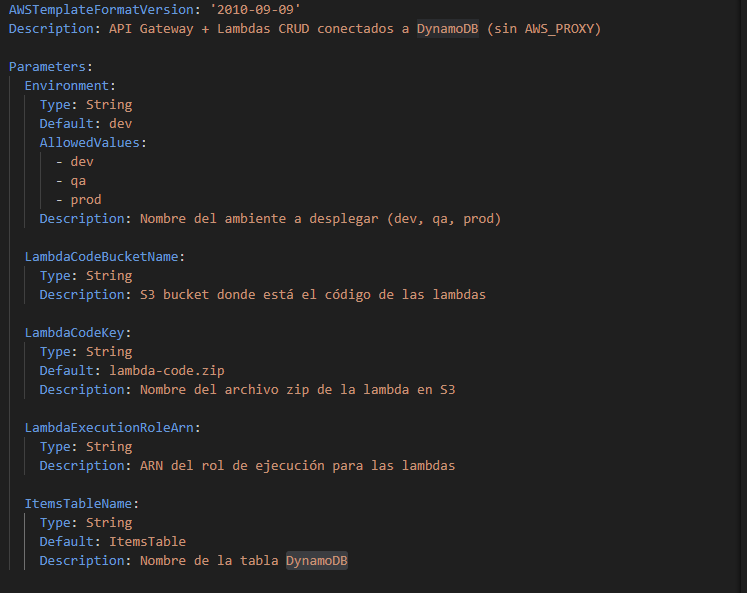 AWSTemplateFormatVersion: '2010-09-09'
Description: API Gateway + Lambdas CRUD conectados a DynamoDB (sin AWS_PROXY)

Parameters:
  Environment:
    Type: String
    Default: dev
    AllowedValues:
      - dev
      - qa
      - prod
    Description: Nombre del ambiente a desplegar (dev, qa, prod)

  LambdaCodeBucketName:
    Type: String
    Description: S3 bucket donde está el código de las lambdas

  LambdaCodeKey:
    Type: String
    Default: lambda-code.zip
    Description: Nombre del archivo zip de la lambda en S3

  LambdaExecutionRoleArn:
    Type: String
    Description: ARN del rol de ejecución para las lambdas

  ItemsTableName:
    Type: String
    Default: ItemsTable
    Description: Nombre de la tabla DynamoDB